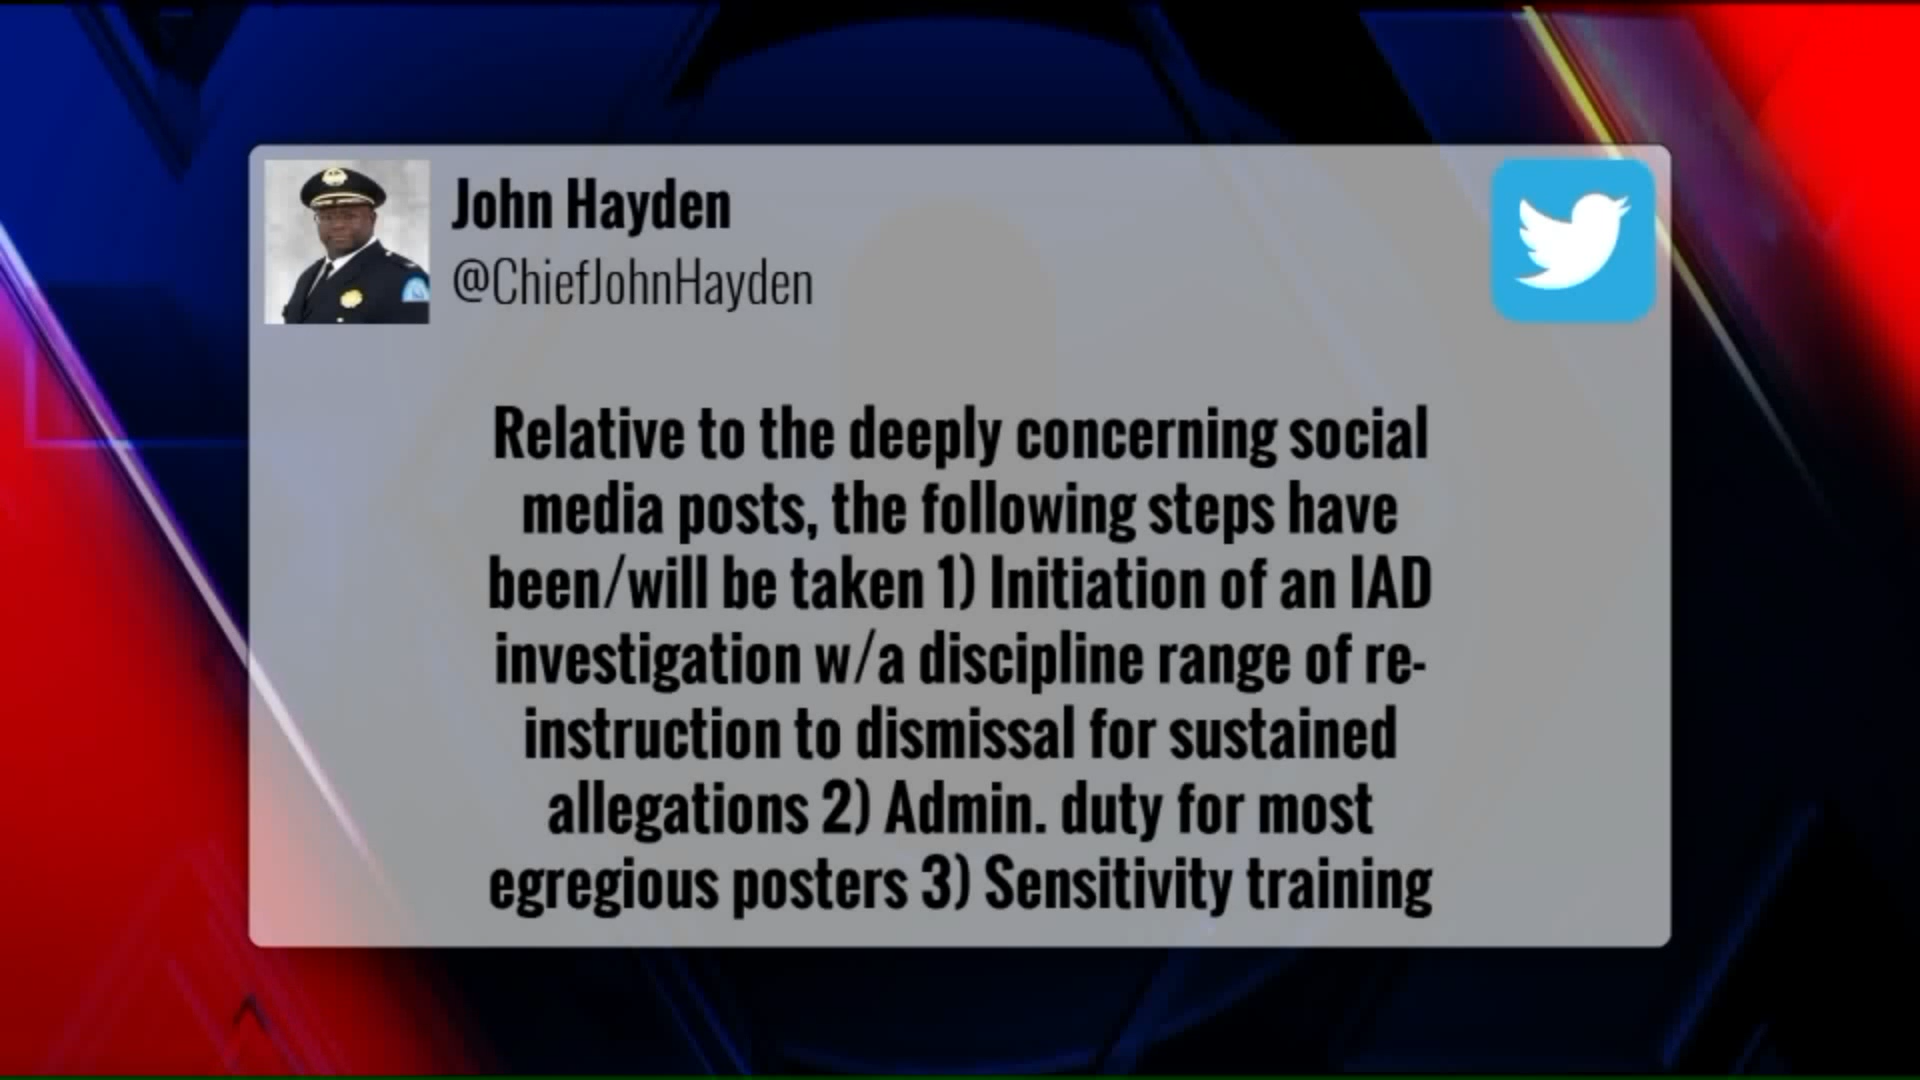 John Hayden
@ChiefJohnHayden
Relative to the deeply concerning social
media posts, the following steps have
been/will be taken 1) Initiation of an IAD
investigation w/a discipline range of re-
instruction to dismissal for sustained
allegations 2) Admin. duty for most
egregious posters 3) Sensitivity training